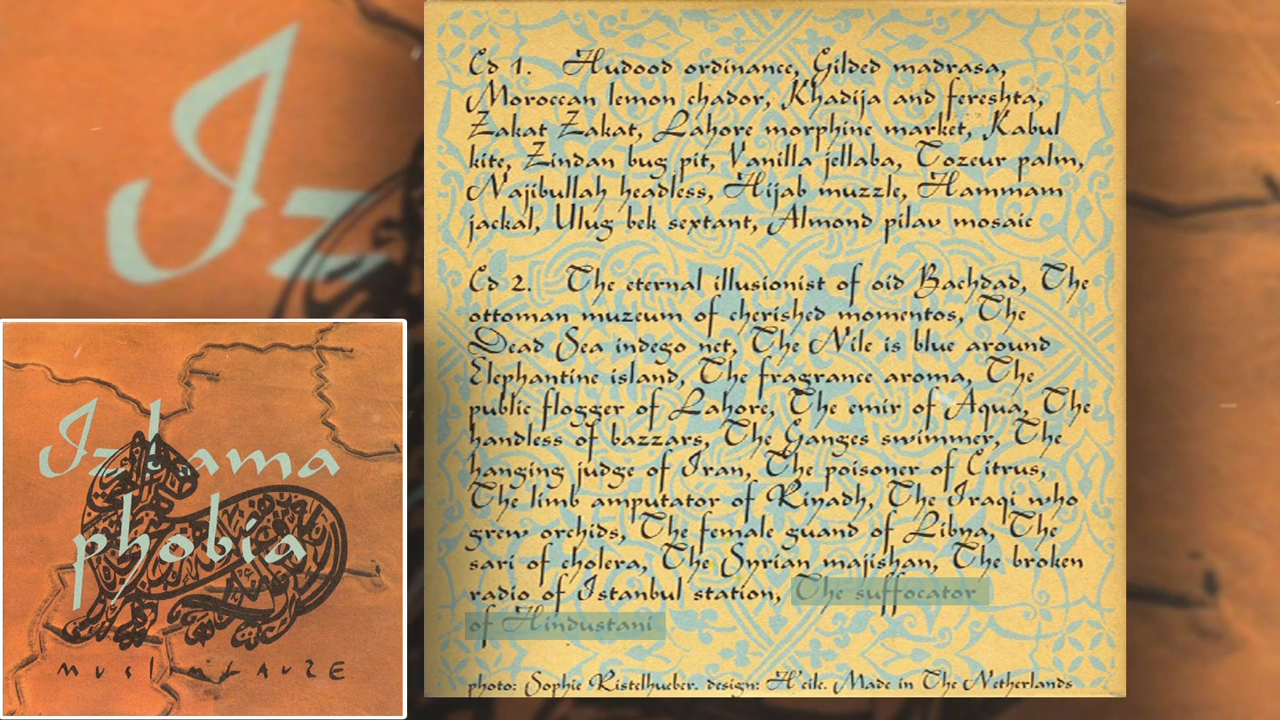 Iz
Izlama
phobia
muslimgauze
Cd 1. Hudood ordinance, Gilded madrasa,
Moroccan lemon chador, Khadija and fereshta,
Zakat Zakat, Lahore morphine market, Kabul
kite, Zindan bug pit, Vanilla jellaba, Tozeur palm,
Najibullah headless, Hijab muzzle, Hammam
jackal, Ulug bek sextant, Almond pilav mosaic
Cd 2. The eternal illusionist of oid Bachdad, The
ottoman muzeum of cherished momentos, The
Dead Sea indego net, The Nile is blue around
Elephantine island, The fragrance aroma, The
public flogger of Lahore, The emir of Aqua, The
handless of bazzars, The Ganges swimmer, The
hanging judge of Iran, The poisoner of Citrus,
The limb amputator of Riyadh, The Iraqi who
grew orchids, The female guand of Libya, The
sari of cholera, The Syrian majishan, The broken
radio of Istanbul station, The suffocator
of Hindustani
photo: Sophie Ristelhueber. design: H'eile. Made in The Netherlands